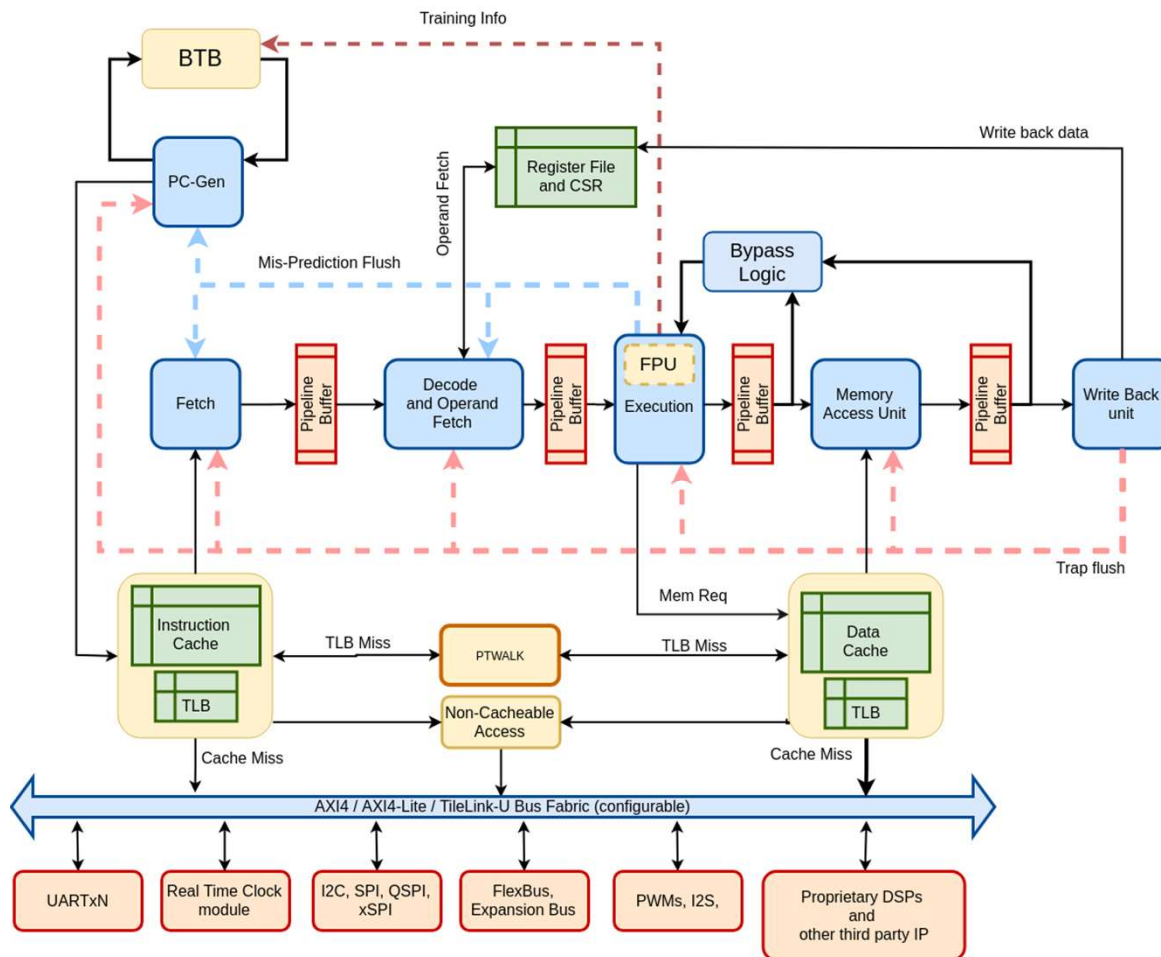 Training Info
BTB
PC-Gen
Register File
and CSR
Operand Fetch
Write back data
Mis-Prediction Flush
Bypass
Logic
Fetch
Pipeline
Buffer
Decode
and Operand
Fetch
Pipeline
Buffer
FPU
Execution
Pipeline
Buffer
Memory
Access Unit
Pipeline
Buffer
Write Back
unit
Trap flush
Instruction
Cache
TLB
TLB Miss
PTWALK
TLB Miss
Mem Req
Data
Cache
TLB
Non-Cacheable
Access
Cache Miss
Cache Miss
AXI4 / AXI4-Lite / TileLink-U Bus Fabric (configurable)
UARTxN
Real Time Clock
module
I2C, SPI, QSPI,
xSPI
FlexBus,
Expansion Bus
PWMs, I2S,
Proprietary DSPs
and
other third party IP